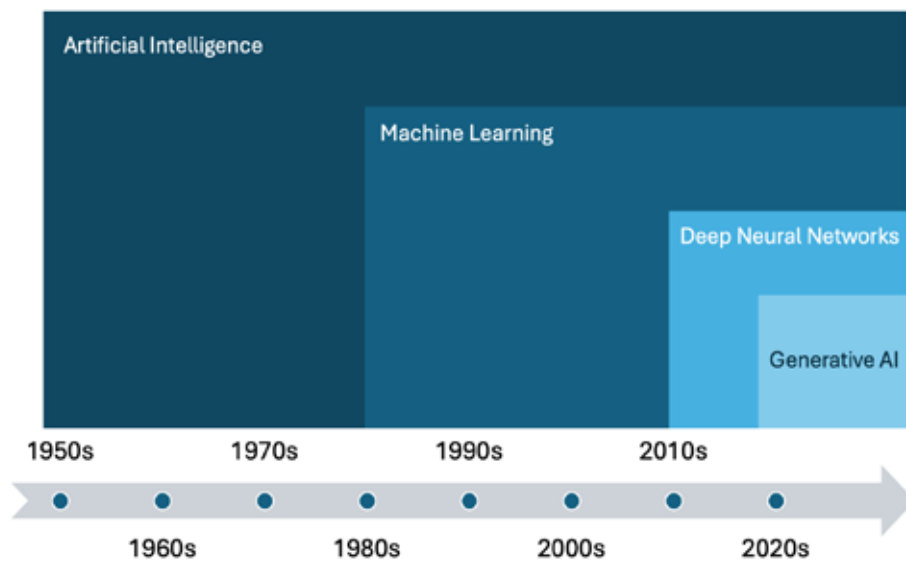 Artificial Intelligence
Machine Learning
Deep Neural Networks
Generative AI
1950s
1970s
1990s
2010s
1960s
1980s
2000s
2020s